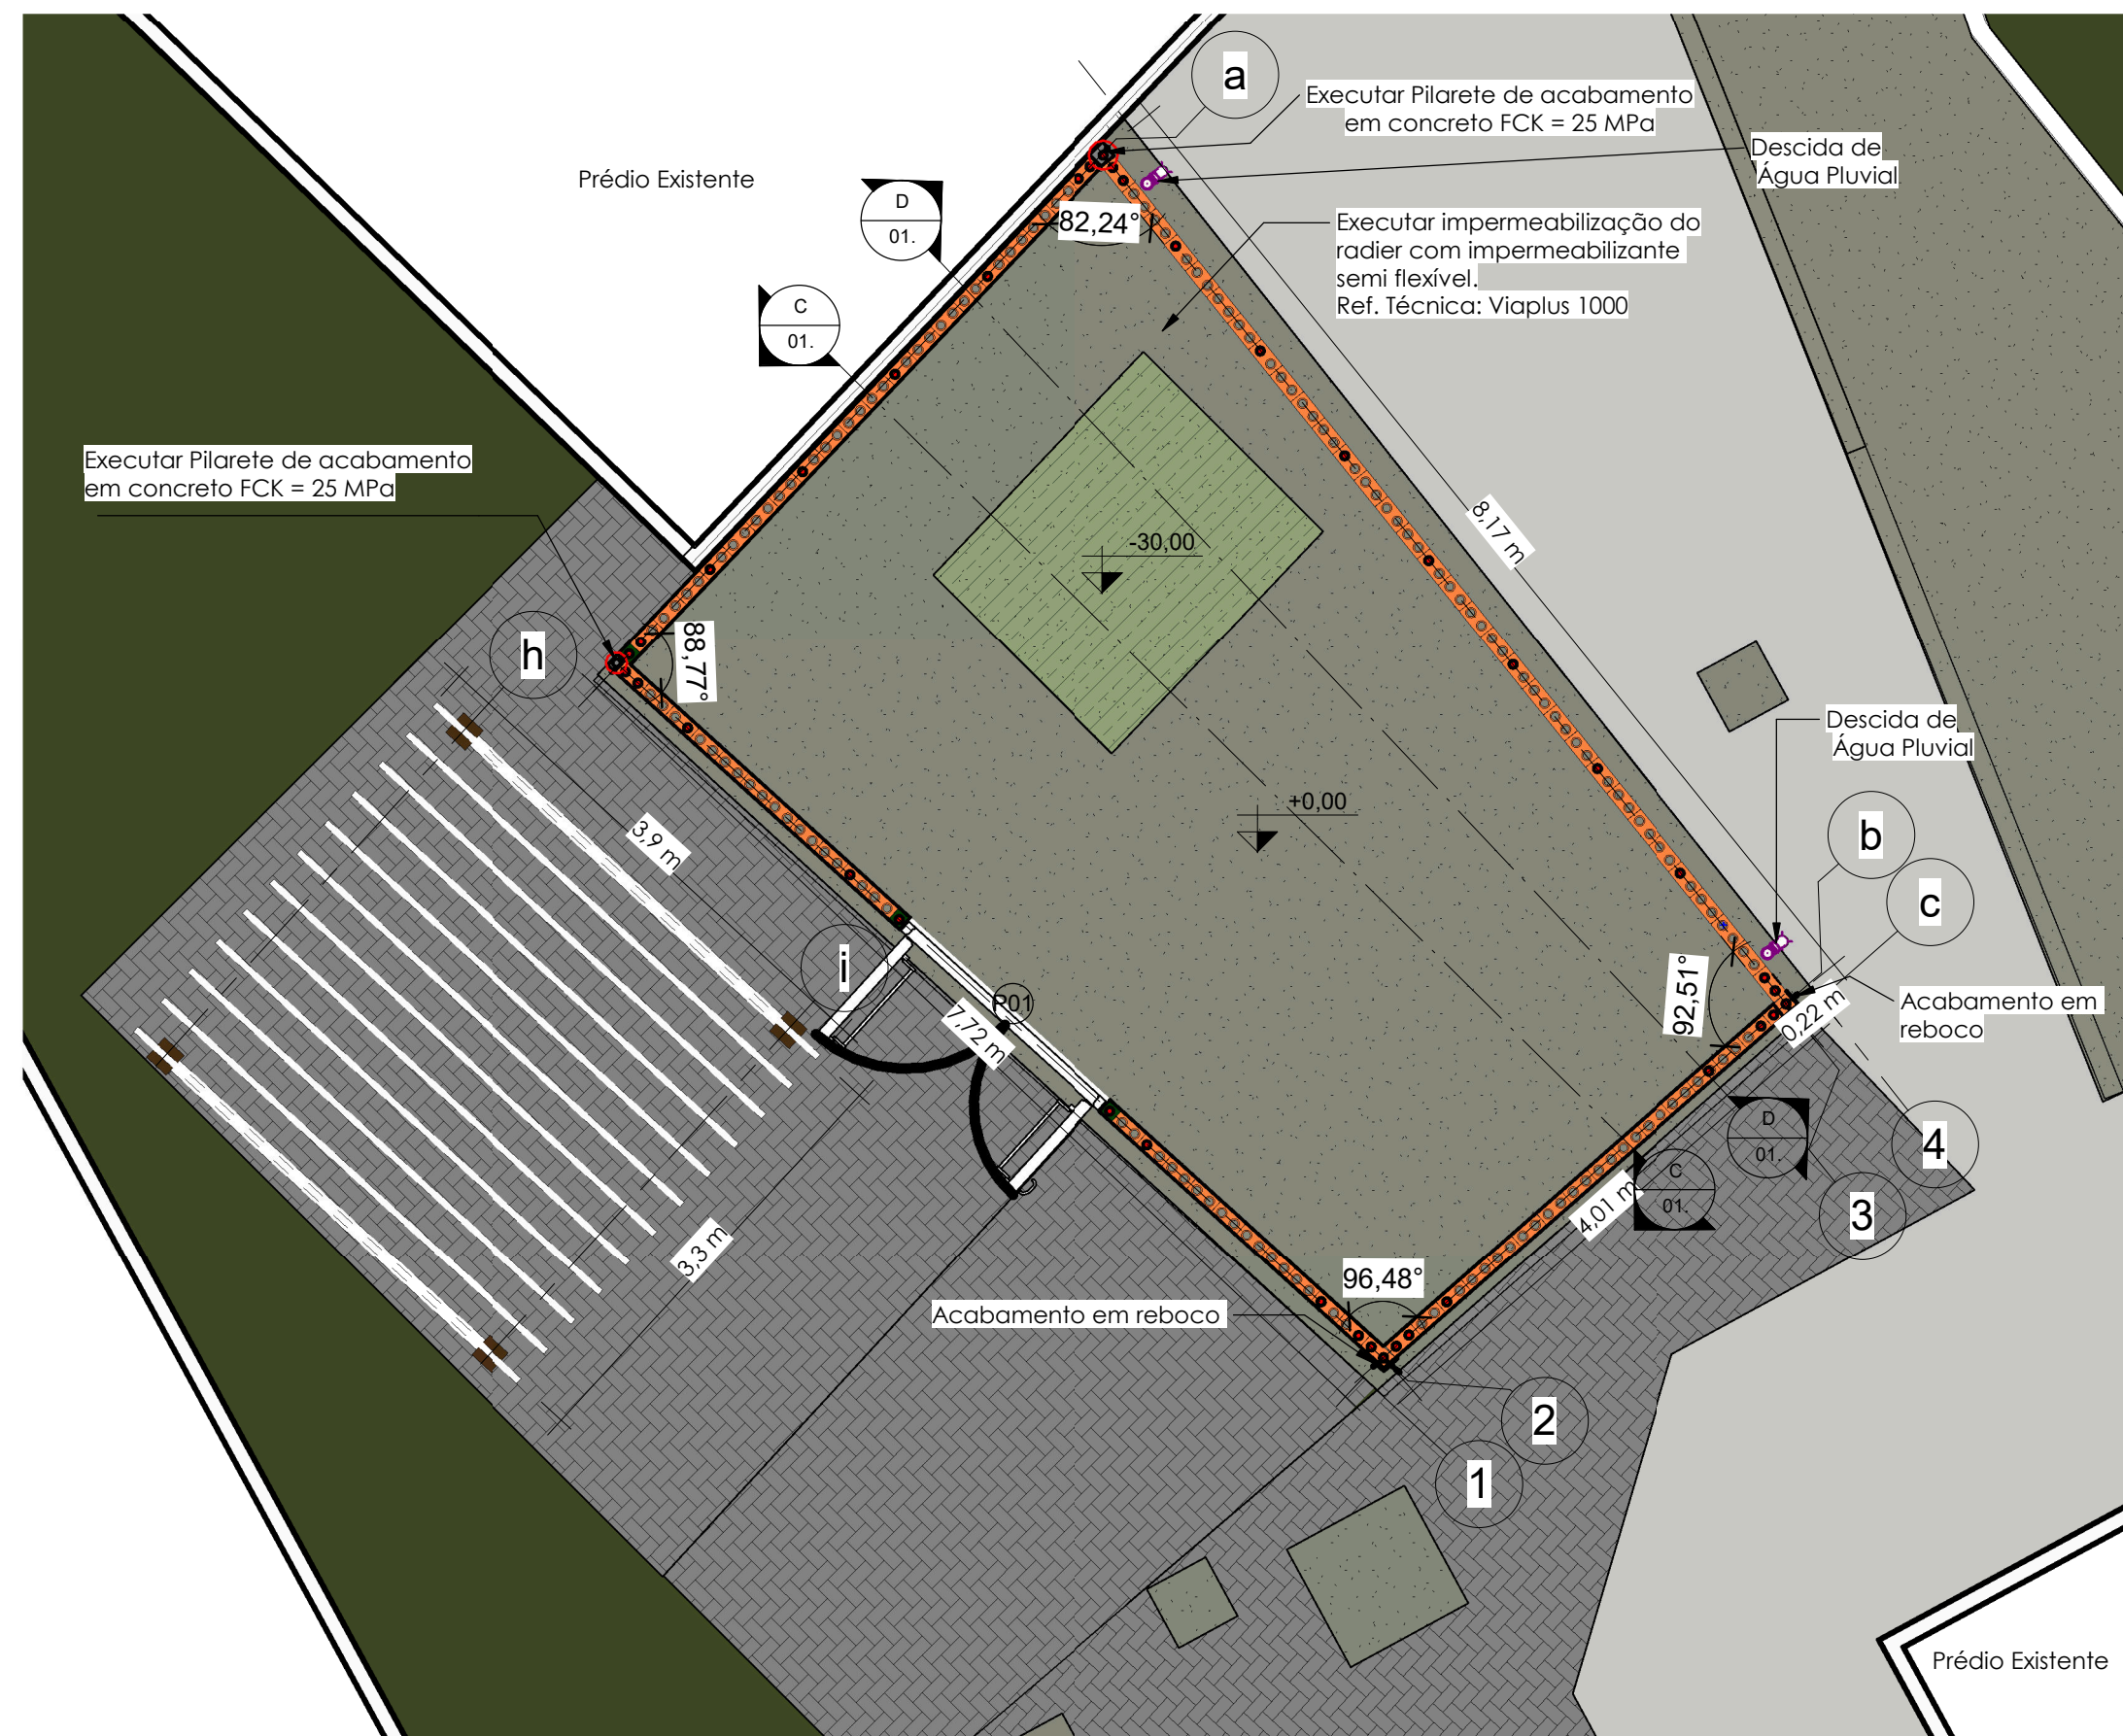 a
Executar Pilarete de acabamento
em concreto FCK = 25 MPa
Descida de
Água Pluvial
Prédio Existente
D
01.
82,24°
Executar impermeabilização do
radier com impermeabilizante
semi flexível.
Ref. Técnica: Viaplus 1000
C
01.
Executar Pilarete de acabamento
em concreto FCK = 25 MPa
8,17 m
-30,00
h
88,77°
Descida de
Água Pluvial
+0,00
3,9 m
b
c
i
P01
7,72 m
92,51°
0,22 m
Acabamento em
reboco
D
01.
4
C
01.
4,01 m
3
3,3 m
96,48°
Acabamento em reboco
2
1
Prédio Existente